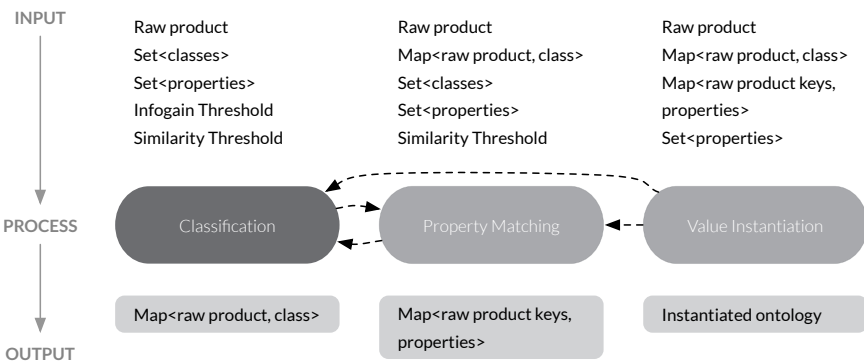 INPUT
Raw product
Set<classes>
Set<properties>
Infogain Threshold
Similarity Threshold
Raw product
Map<raw product, class>
Set<classes>
Set<properties>
Similarity Threshold
Raw product
Map<raw product, class>
Map<raw product keys,
properties>
Set<properties>
PROCESS
Classification
Property Matching
Value Instantiation
OUTPUT
Map<raw product, class>
Map<raw product keys,
properties>
Instantiated ontology